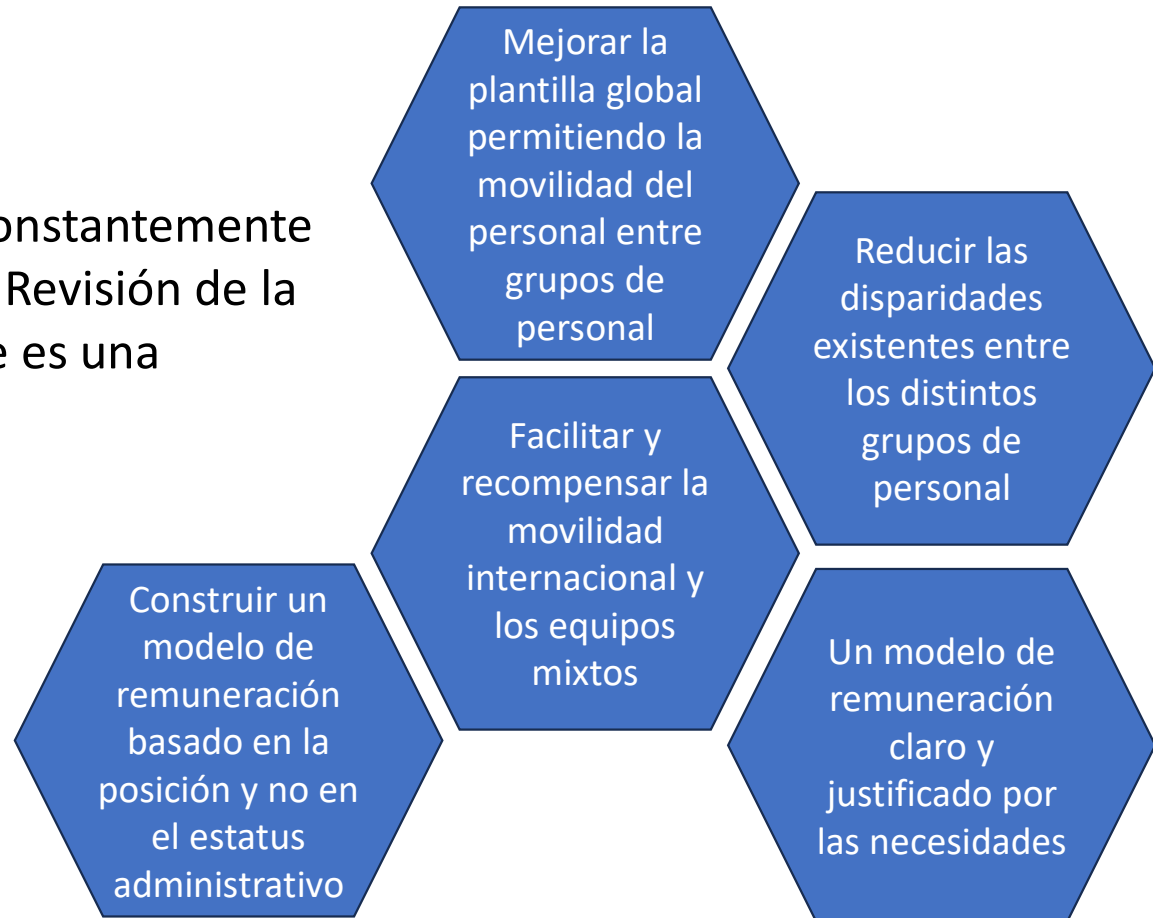 onstantemente
Revisión de la
e es una
Mejorar la
plantilla global
permitiendo la
movilidad del
personal entre
grupos de
personal
Reducir las
disparidades
existentes entre
los distintos
grupos de
personal
Facilitar y
recompensar la
movilidad
internacional y
los equipos
mixtos
Construir un
modelo de
remuneración
basado en la
posición y no en
el estatus
administrativo
Un modelo de
remuneración
claro y
justificado por
las necesidades